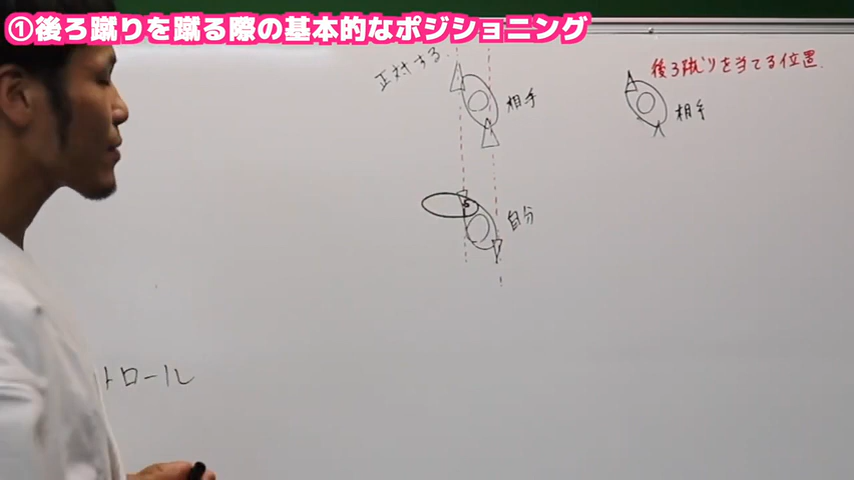 ①後ろ蹴りを蹴る際の基本的なポジショニング
正対する.
相手
自分
後ろ蹴りを当てる位置.
相手
トロール